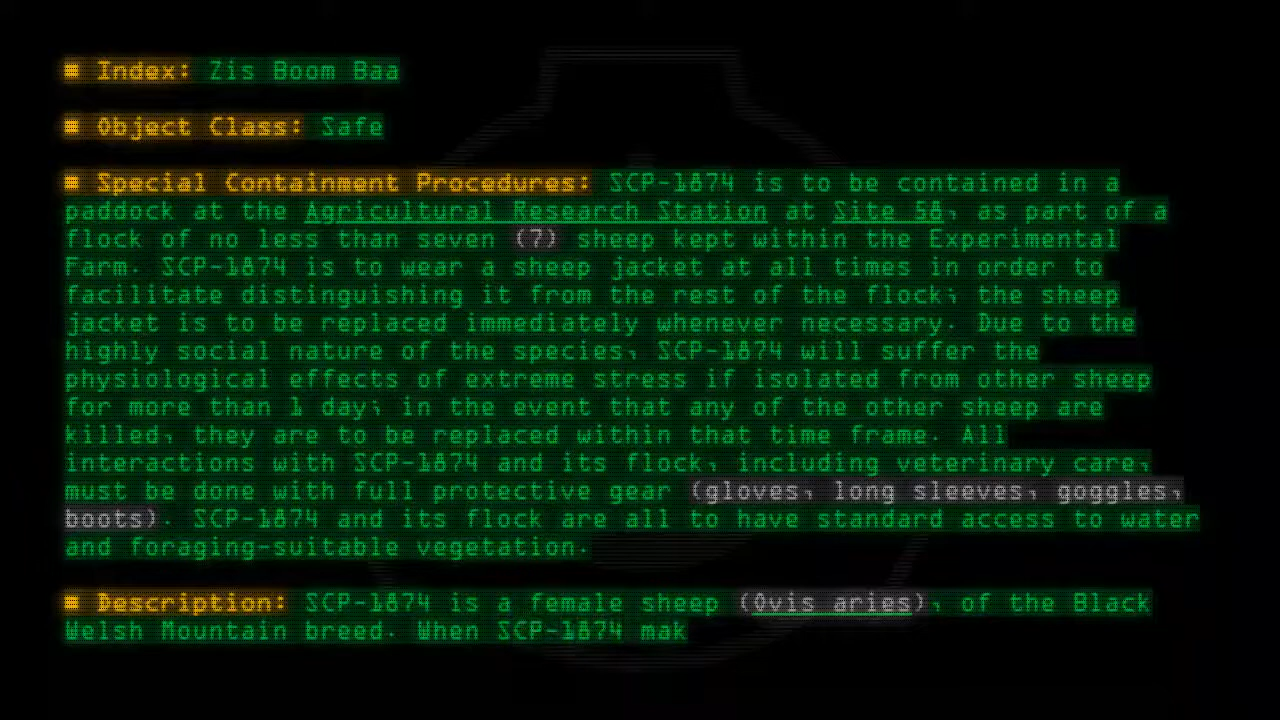 ■ Index: Zis Boom Baa
■ Object Class: Safe
■ Special Containment Procedures: SCP-1874 is to be contained in a
paddock at the Agricultural Research Station at Site 58, as part of a
flock of no less than seven (7) sheep kept within the Experimental
Farm. SCP-1874 is to wear a sheep jacket at all times in order to
facilitate distinguishing it from the rest of the flock; the sheep
jacket is to be replaced immediately whenever necessary. Due to the
highly social nature of the species, SCP-1874 will suffer the
physiological effects of extreme stress if isolated from other sheep
for more than 1 day; in the event that any of the other sheep are
killed, they are to be replaced within that time frame. All
interactions with SCP-1874 and its flock, including veterinary care,
must be done with full protective gear (gloves, long sleeves, goggles,
boots). SCP-1874 and its flock are all to have standard access to water
and foraging-suitable vegetation.
■ Description: SCP-1874 is a female sheep (Ovis aries), of the Black
Welsh Mountain breed. When SCP-1874 mak